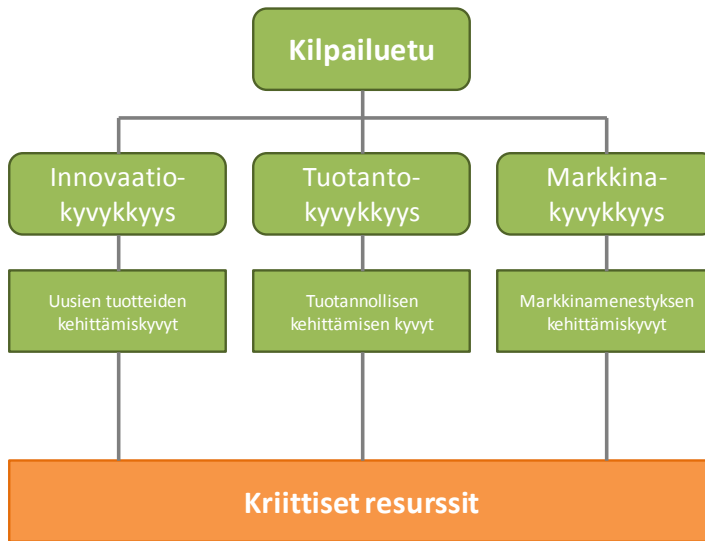 Kilpailuetu
Innovaatio-
kyvykkyys
Tuotanto-
kyvykkyys
Markkina-
kyvykkyys
Uusien tuotteiden
kehittämiskyvyt
Tuotannollisen
kehittämisen kyvyt
Markkinamenestyksen
kehittämiskyvyt
Kriittiset resurssit